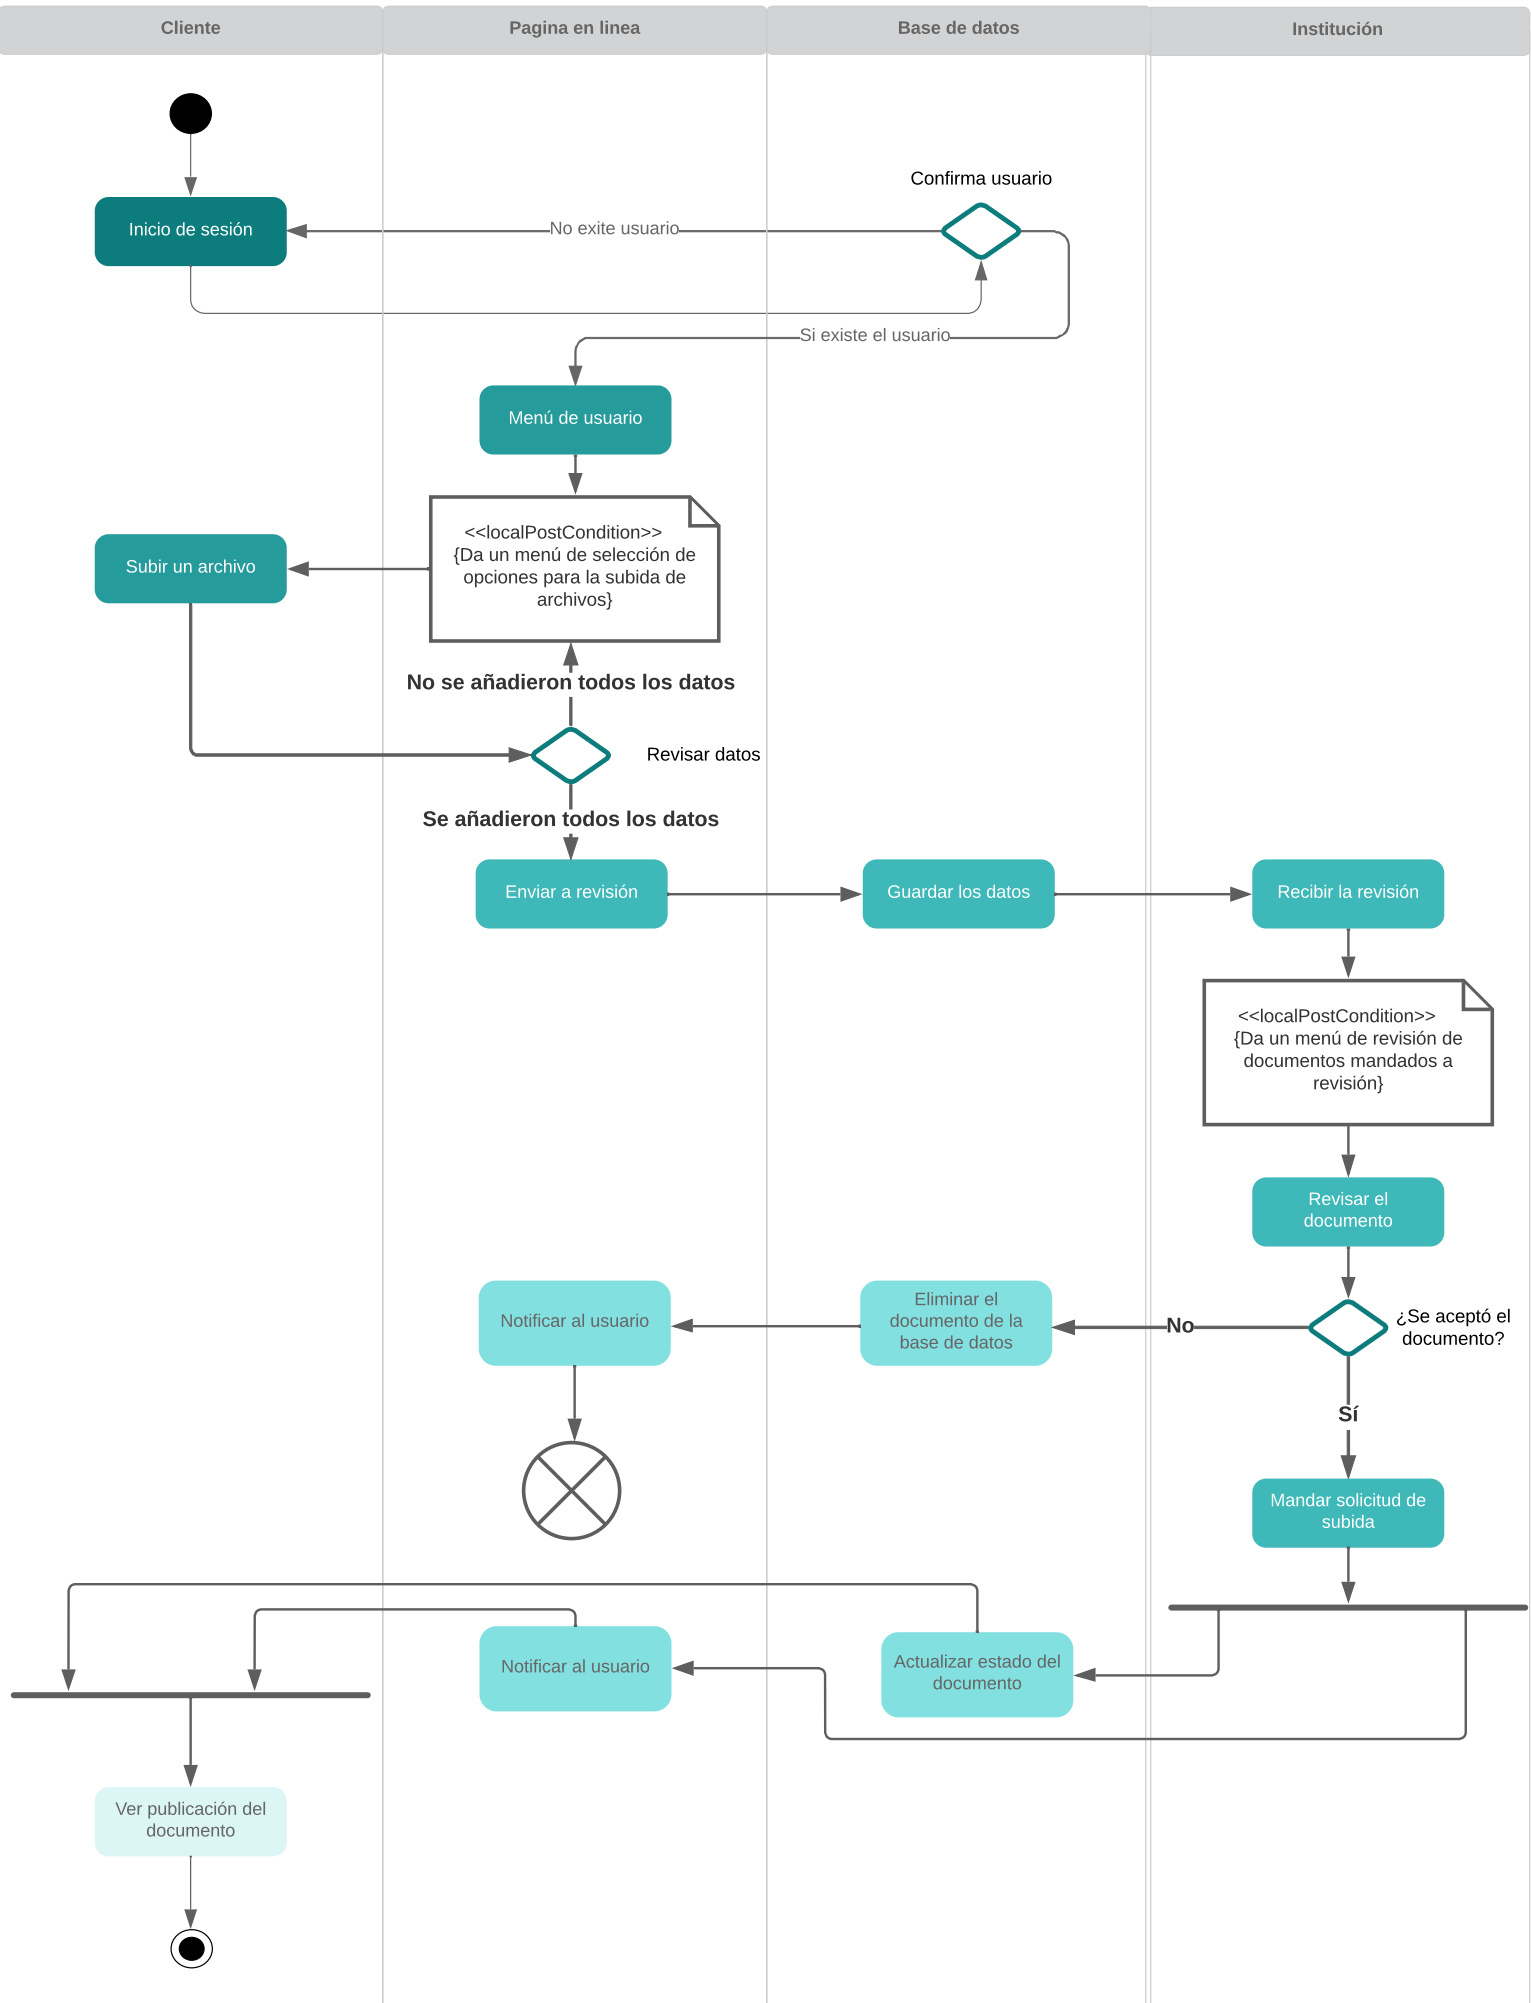 Cliente
Pagina en linea
Base de datos
Institución
Confirma usuario
Inicio de sesión
No exite usuario
Si existe el usuario
Menú de usuario
<<localPostCondition>>
{Da un menú de selección de
opciones para la subida de
archivos}
Subir un archivo
No se añadieron todos los datos
Revisar datos
Se añadieron todos los datos
Enviar a revisión
Guardar los datos
Recibir la revisión
<<localPostCondition>>
{Da un menú de revisión de
documentos mandados a
revisión}
Revisar el
documento
¿Se aceptó el
documento?
No
Eliminar el
documento de la
base de datos
Notificar al usuario
Sí
Mandar solicitud de
subida
Notificar al usuario
Actualizar estado del
documento
Ver publicación del
documento